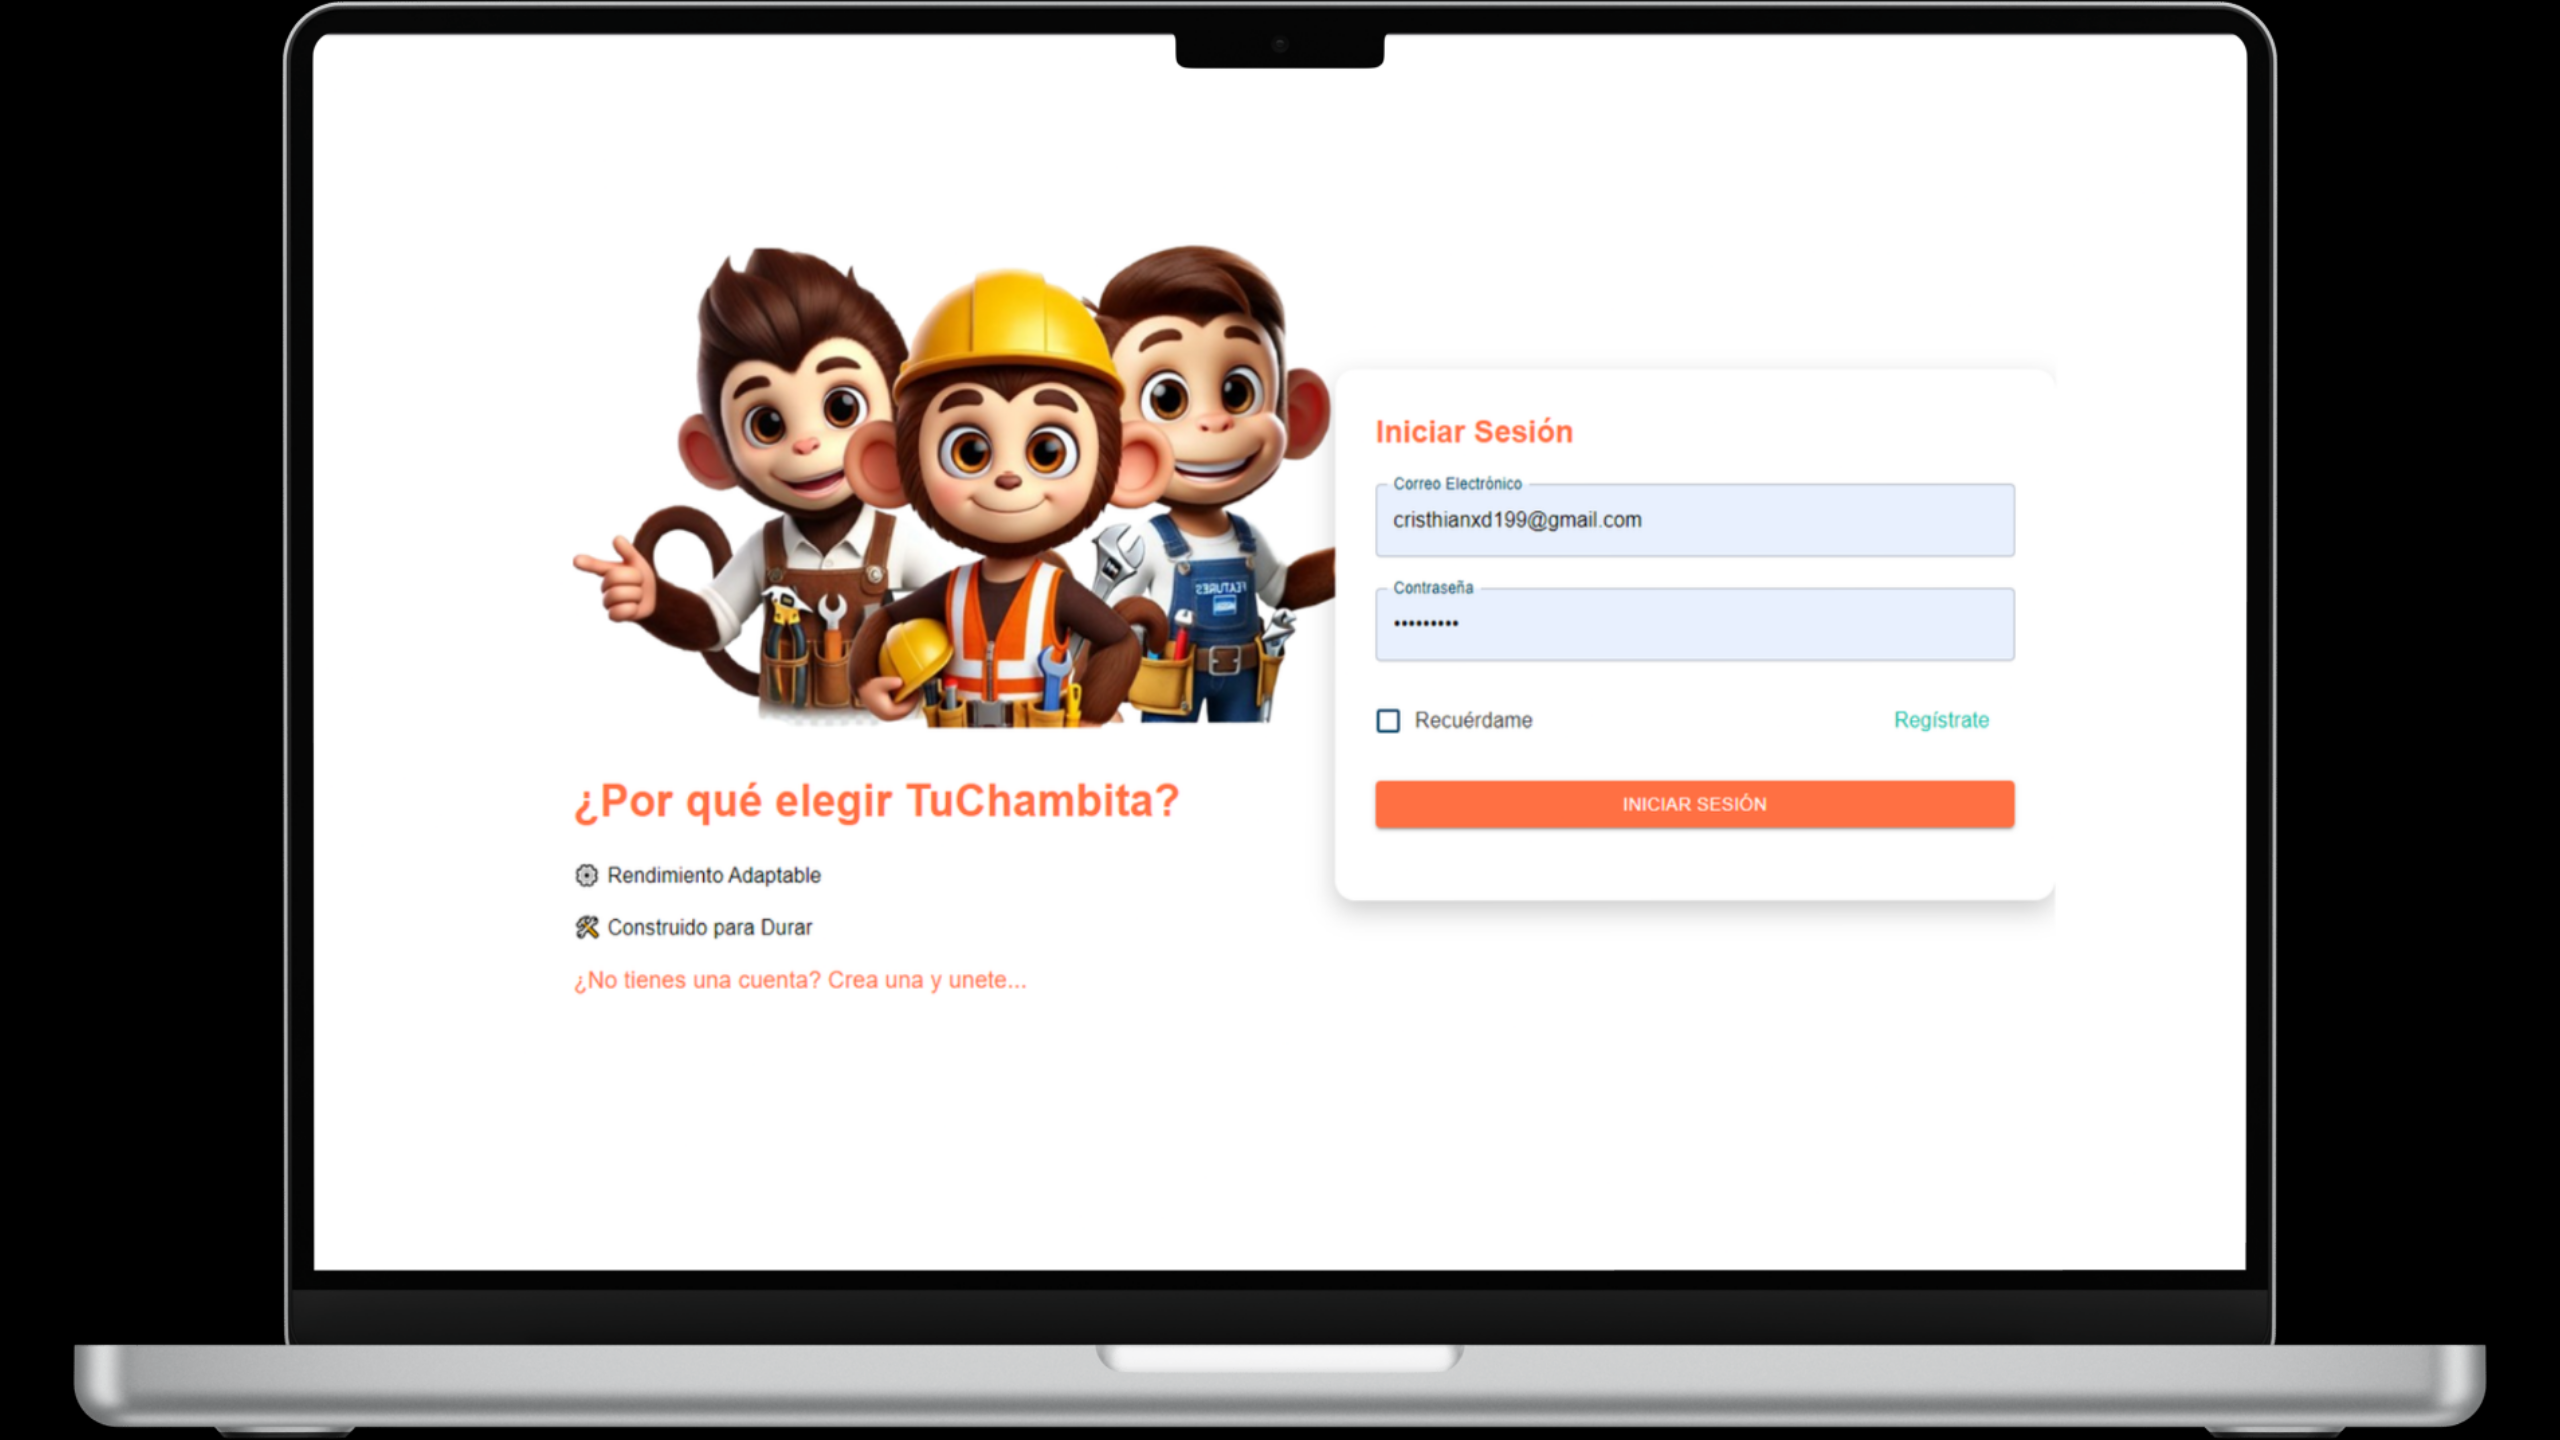 FEATURES
¿Por qué elegir TuChambita?
Rendimiento Adaptable
Construido para Durar
¿No tienes una cuenta? Crea una y unete...
Iniciar Sesión
Correo Electrónico
cristhianxd199@gmail.com
Contraseña
•••••••••
Recuérdame
Regístrate
INICIAR SESIÓN